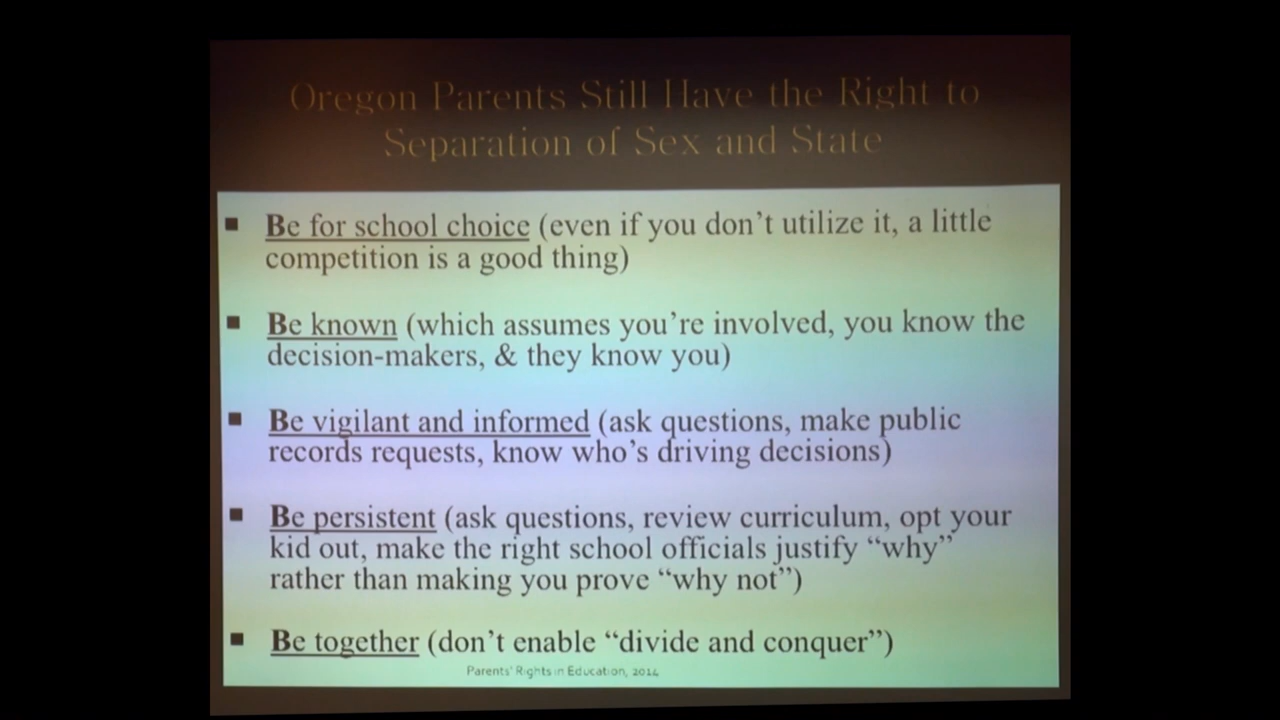 Oregon Parents Still Have the Right to
Separation of Sex and State
▪ Be for school choice (even if you don’t utilize it, a little
competition is a good thing)
▪ Be known (which assumes you’re involved, you know the
decision-makers, & they know you)
▪ Be vigilant and informed (ask questions, make public
records requests, know who’s driving decisions)
▪ Be persistent (ask questions, review curriculum, opt your
kid out, make the right school officials justify “why”
rather than making you prove “why not”)
▪ Be together (don’t enable “divide and conquer”)
Parents' Rights in Education,